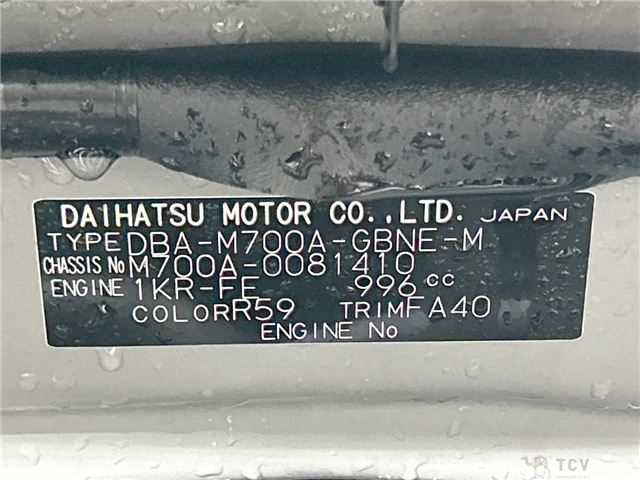 DAIHATSU MOTOR CO.,LTD. JAPAN
TYPE DBA-M700A-GBNE-M
CHASSIS No M700A-0081410
ENGINE 1KR-FE 996 cc
COLOR R59 TRIM FA40
ENGINE No
TCV